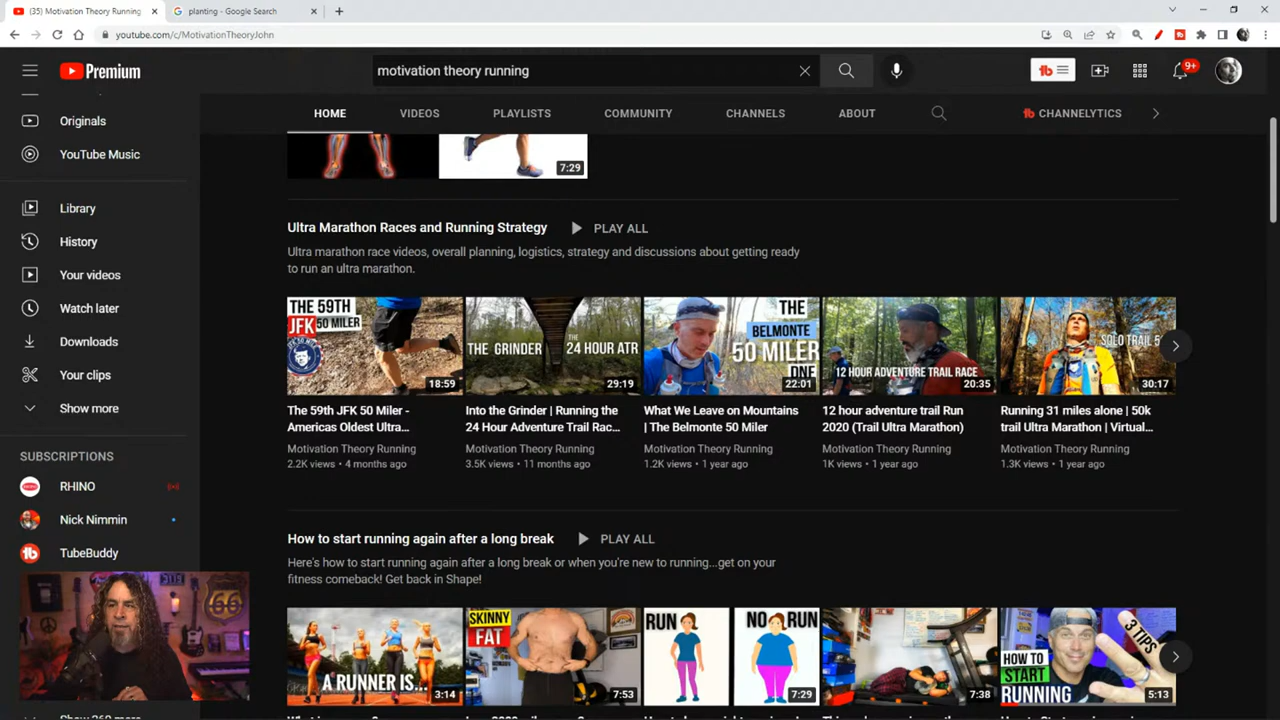 (35) Motivation Theory Running
planting - Google Search
youtube.com/c/MotivationTheoryJohn
Premium
motivation theory running
9+
HOME
VIDEOS
PLAYLISTS
COMMUNITY
CHANNELS
ABOUT
CHANNELYTICS
Originals
YouTube Music
Library
History
Your videos
Watch later
Downloads
Your clips
Show more
SUBSCRIPTIONS
RHINO
Nick Nimmin
TubeBuddy
7:29
Ultra Marathon Races and Running Strategy
PLAY ALL
Ultra marathon race videos, overall planning, logistics, strategy and discussions about getting ready
to run an ultra marathon.
THE 59TH
JFK 50 MILER
18:59
THE GRINDER
THE
24 HOUR ATR
29:19
THE
BELMONTE
50 MILER
ONE
22:01
12 HOUR ADVENTURE TRAIL RACE
20:35
SOLO TRAIL 5
30:17
The 59th JFK 50 Miler -
Americas Oldest Ultra...
Motivation Theory Running
2.2K views • 4 months ago
Into the Grinder | Running the
24 Hour Adventure Trail Rac...
Motivation Theory Running
3.5K views • 11 months ago
What We Leave on Mountains
| The Belmonte 50 Miler
Motivation Theory Running
1.2K views • 1 year ago
12 hour adventure trail Run
2020 (Trail Ultra Marathon)
Motivation Theory Running
1K views • 1 year ago
Running 31 miles alone | 50k
trail Ultra Marathon | Virtual...
Motivation Theory Running
1.3K views • 1 year ago
How to start running again after a long break
PLAY ALL
Here's how to start running again after a long break or when you're new to running...get on your
fitness comeback! Get back in Shape!
A RUNNER IS...
3:14
SKINNY
FAT
7:53
RUN
NO RUN
7:29
7:38
3 TIPS
HOW TO
START
RUNNING
5:13
66